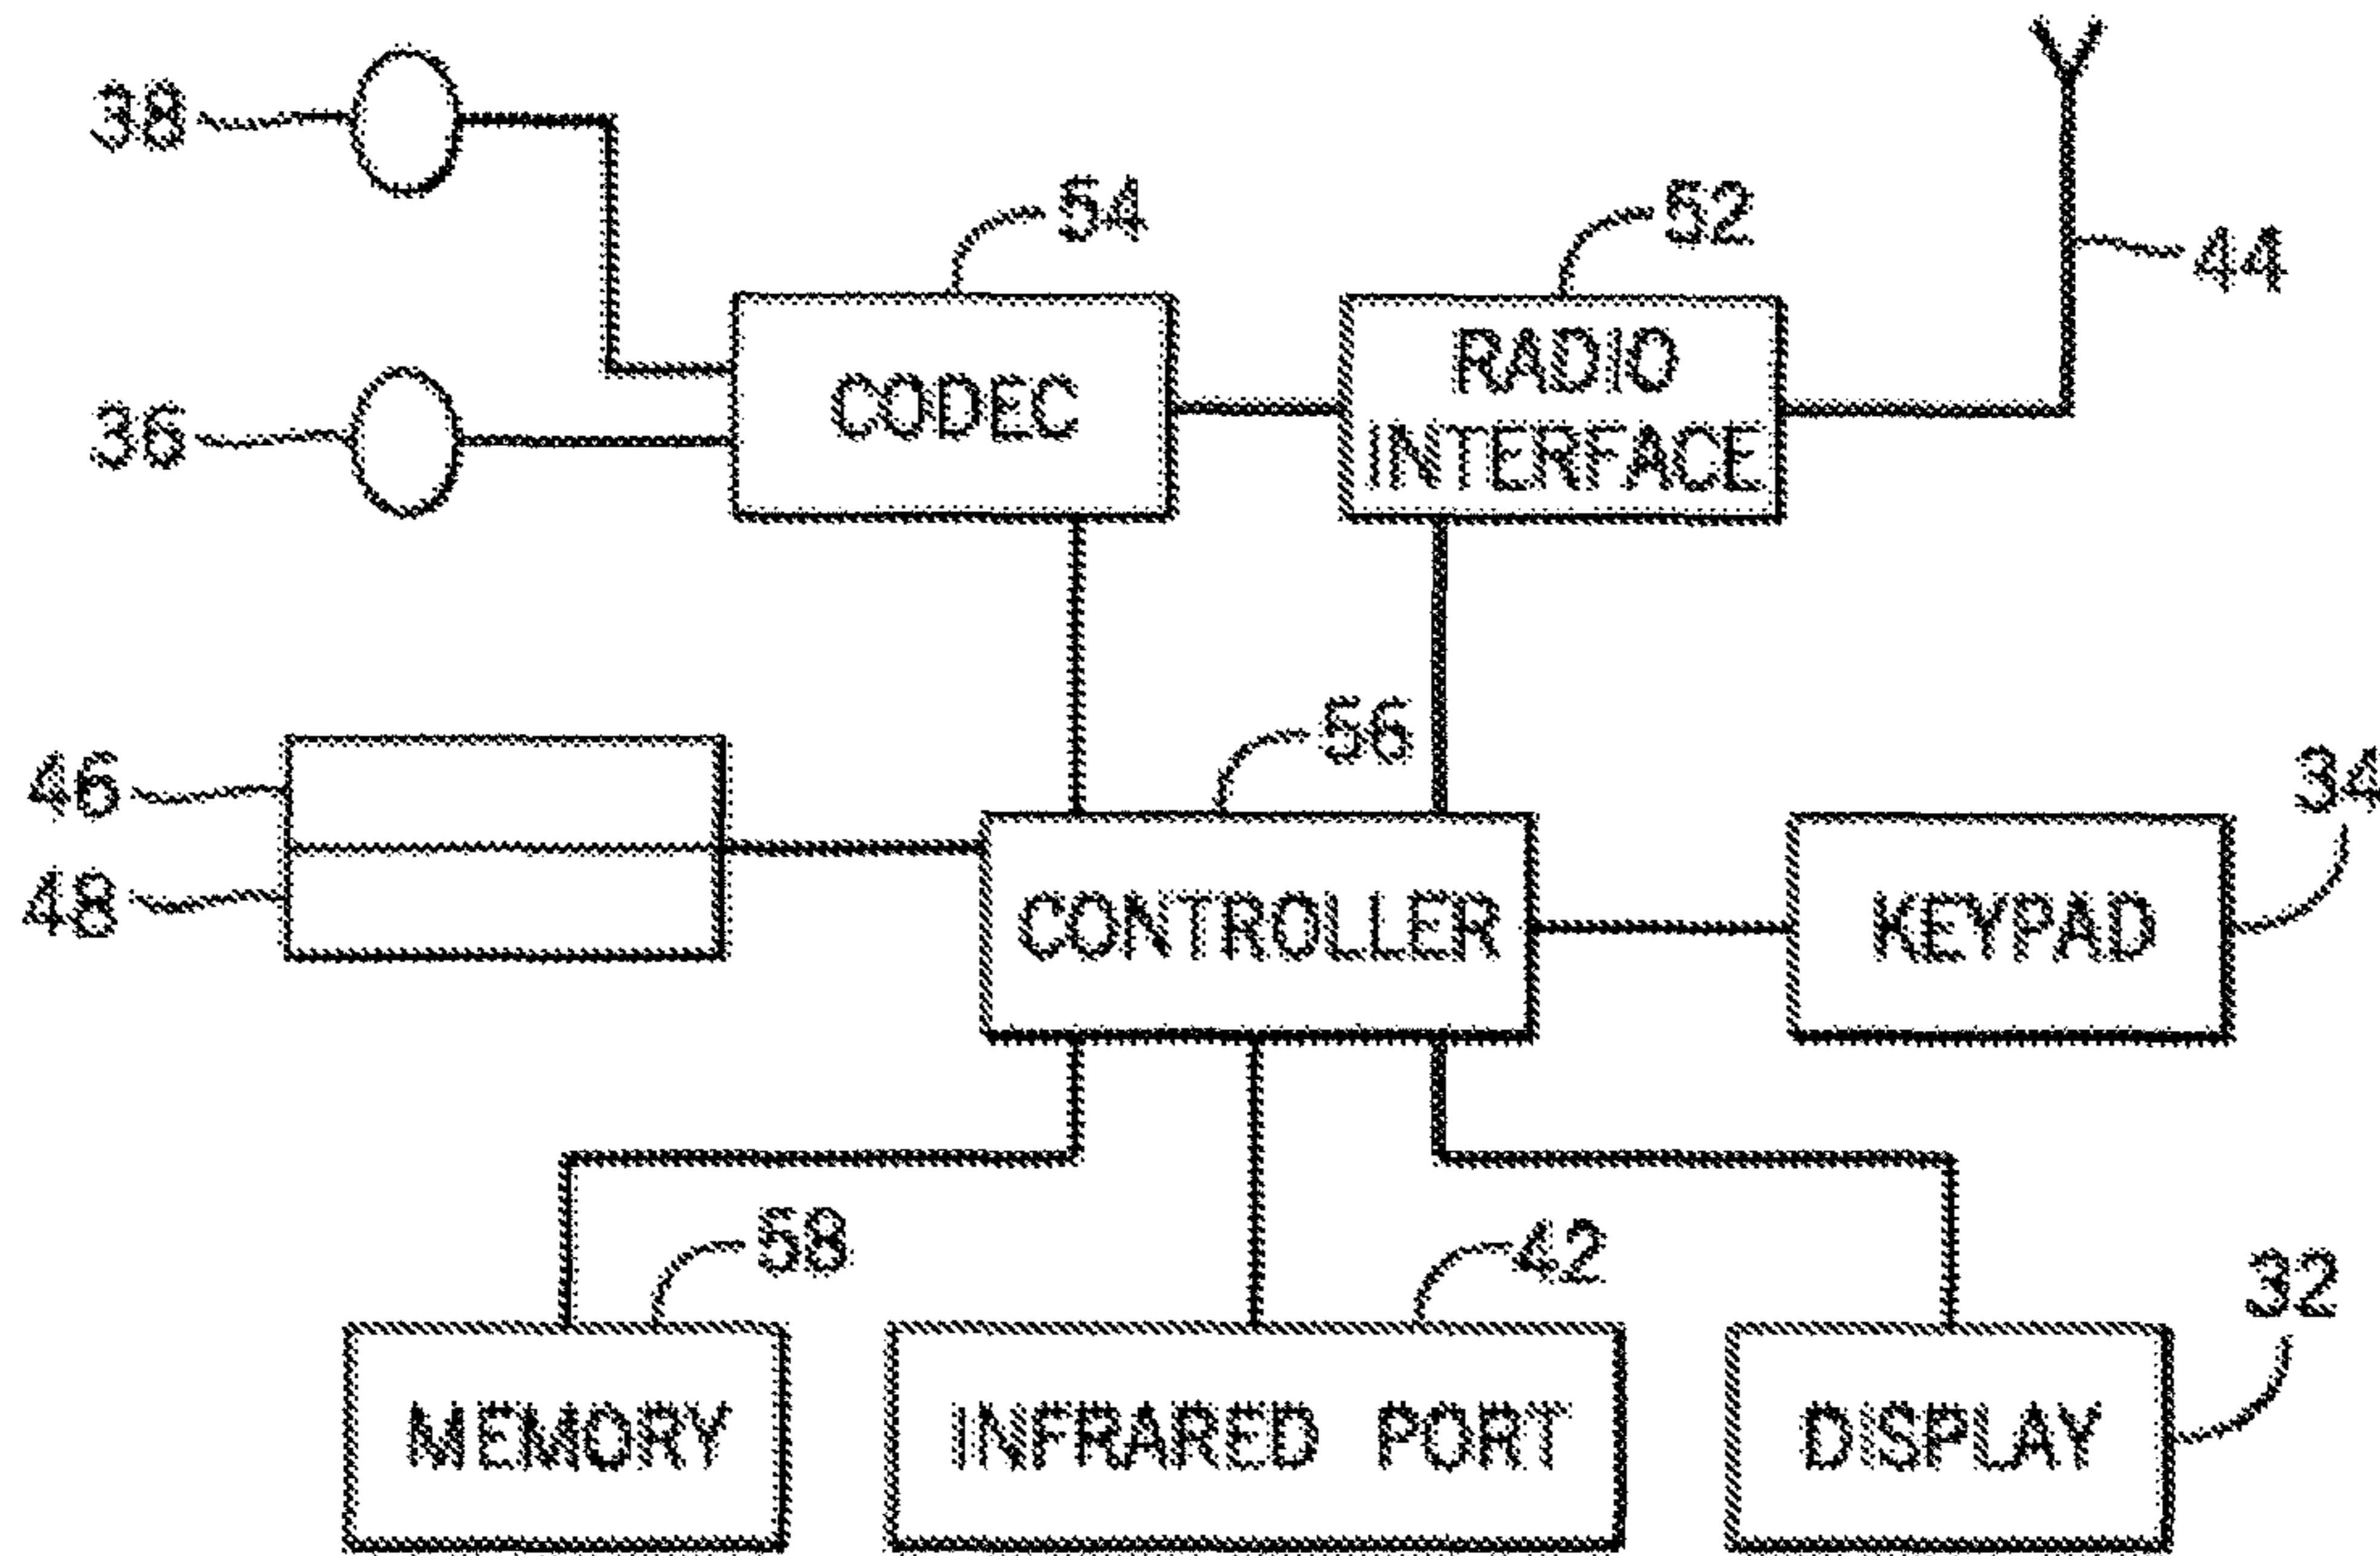 38
54
52
44
CODEC
RADIO
INTERFACE
36
56
46
34
48
CONTROLLER
KEYPAD
58
42
32
MEMORY
INFRARED PORT
DISPLAY